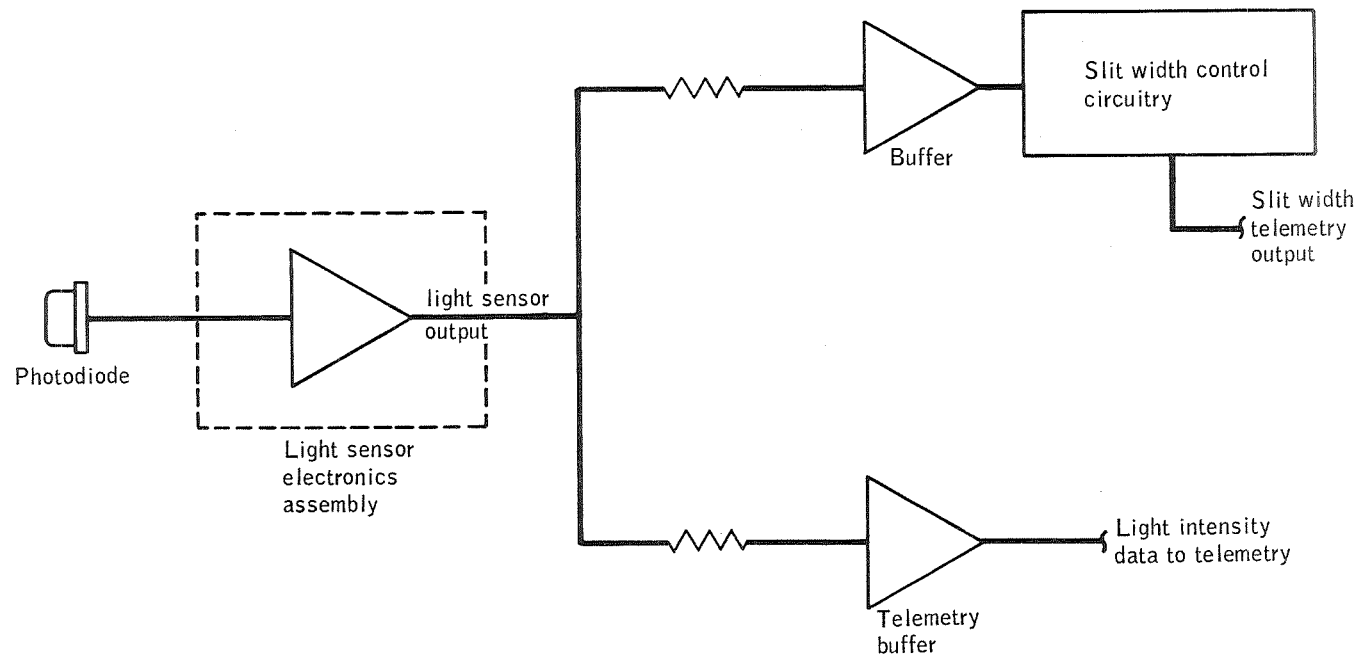 Slit width control
circuitry
Buffer
Slit width
telemetry
output
light sensor
output
Photodiode
Light sensor
electronics
assembly
Light intensity
data to telemetry
Telemetry
buffer